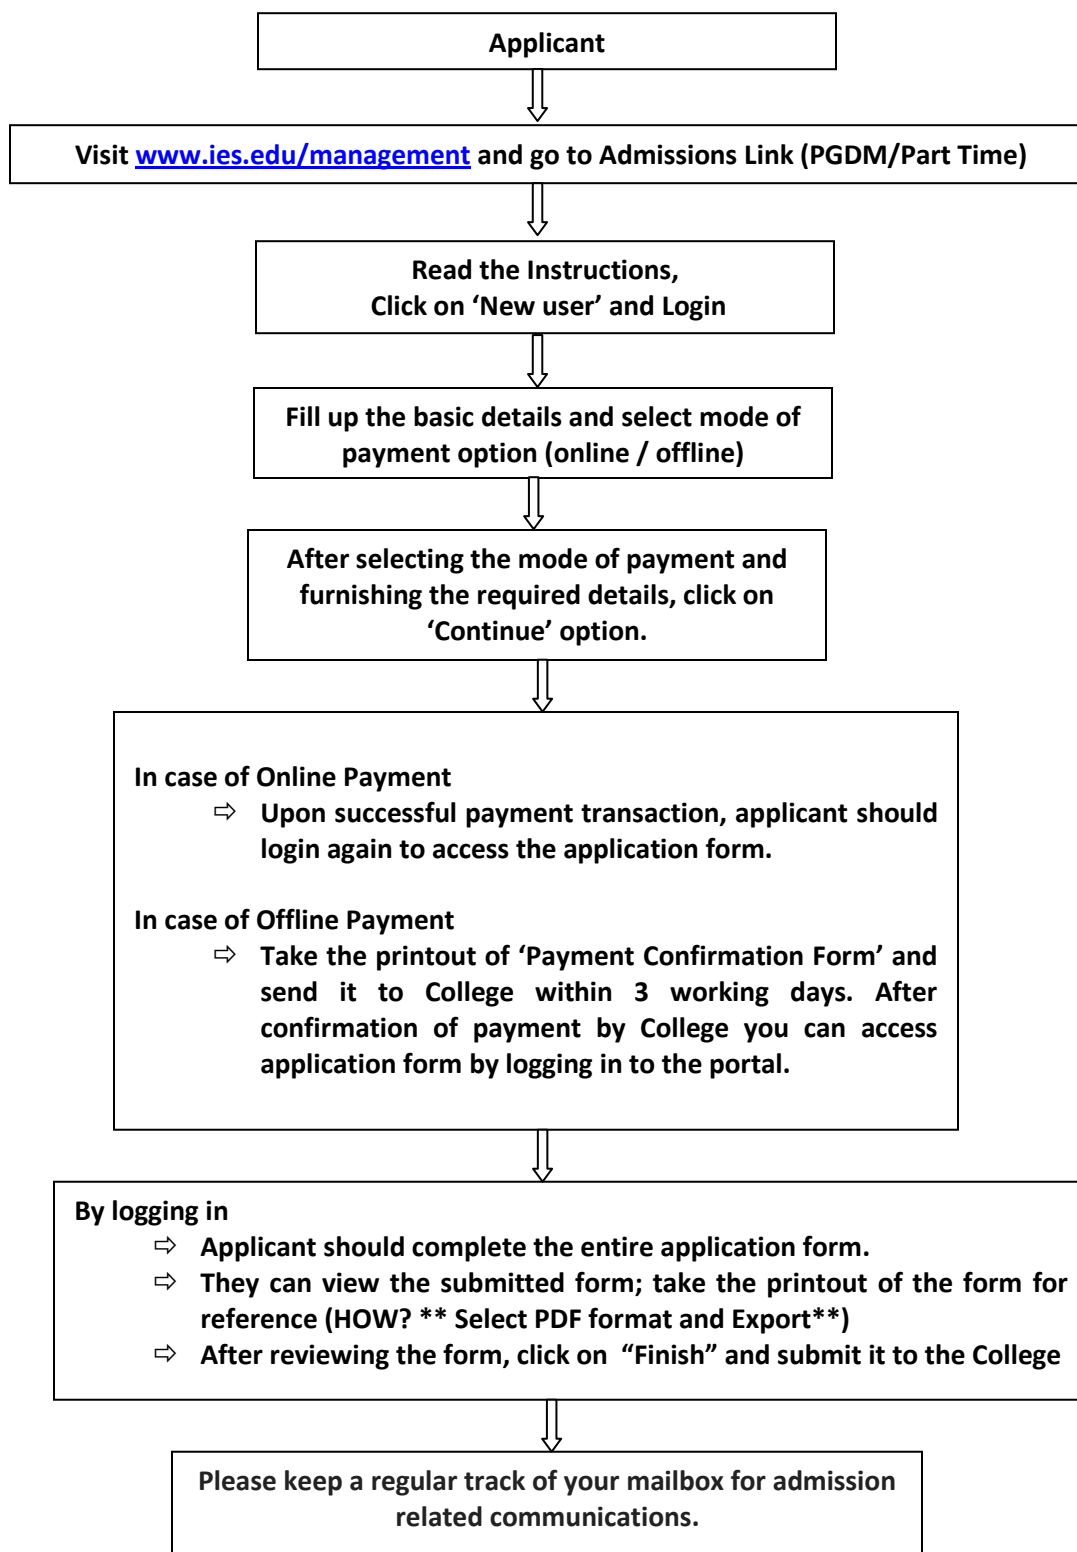 Applicant
Visit www.ies.edu/management and go to Admissions Link (PGDM/Part Time)
Read the Instructions,
Click on ‘New user’ and Login
Fill up the basic details and select mode of
payment option (online / offline)
After selecting the mode of payment and
furnishing the required details, click on
‘Continue’ option.
In case of Online Payment
⇨ Upon successful payment transaction, applicant should
login again to access the application form.
In case of Offline Payment
⇨ Take the printout of ‘Payment Confirmation Form’ and
send it to College within 3 working days. After
confirmation of payment by College you can access
application form by logging in to the portal.
By logging in
⇨ Applicant should complete the entire application form.
⇨ They can view the submitted form; take the printout of the form for
reference (HOW? ** Select PDF format and Export**)
⇨ After reviewing the form, click on “Finish” and submit it to the College
Please keep a regular track of your mailbox for admission
related communications.